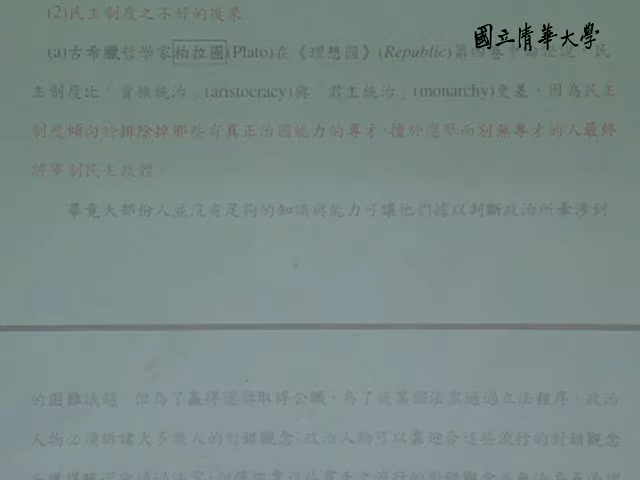 (2)民主制度之不好的後果
國立清華大學
(a)古希臘哲學家柏拉圖(Plato)在《理想國》(Republic)第四卷中 民
主制度比「貴族統治」(aristocracy)與「君主統治」(monarchy)更差，因為民主
制度傾向於排除掉那些有真正治國能力的專才，擅於選舉而別無專才的人最終
將宰制民主政體。
畢竟大部份人並沒有足夠的知識與能力可讓他們據以判斷政治所牽涉到
的困難議題。但為了贏得選舉取得公職、為了使某個法案通過立法程序，政治
人物必須訴諸大多數人的對錯觀念；政治人物可以靠迎合這些流行的對錯觀念